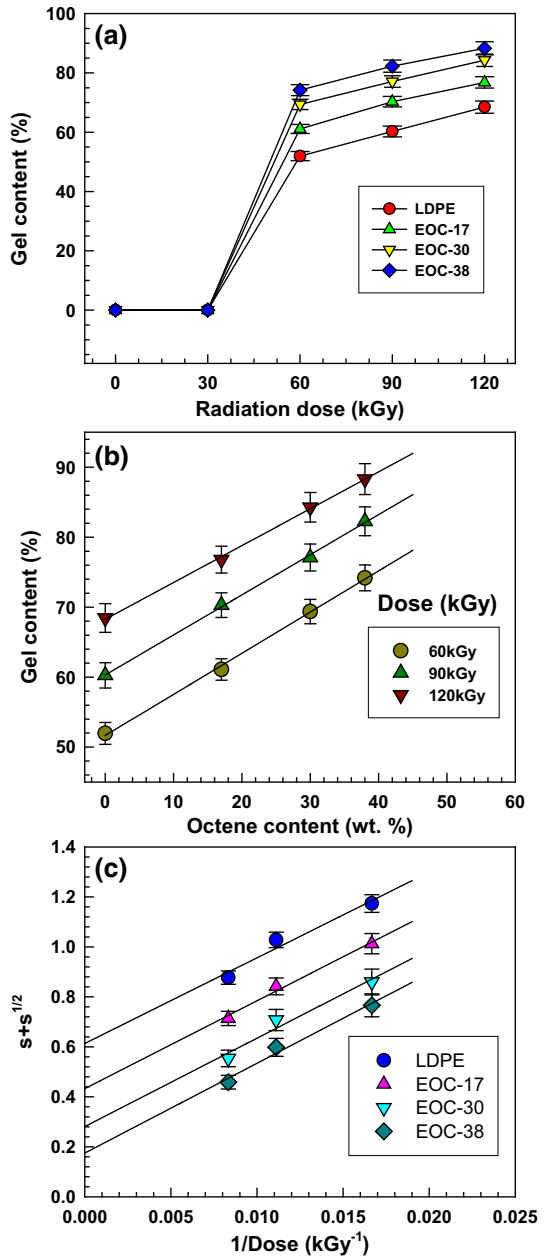 (a)
100
80
60
40
20
0
Gel content (%)
LDPE
EOC-17
EOC-30
EOC-38
0 30 60 90 120
Radiation dose (kGy)
(b)
90
80
70
60
50
Gel content (%)
Dose (kGy)
60kGy
90kGy
120kGy
0 10 20 30 40 50 60
Octene content (wt. %)
(c)
1.4
1.2
1.0
0.8
0.6
0.4
0.2
0.0
s+s1/2
LDPE
EOC-17
EOC-30
EOC-38
0.000 0.005 0.010 0.015 0.020 0.025
1/Dose (kGy-1)